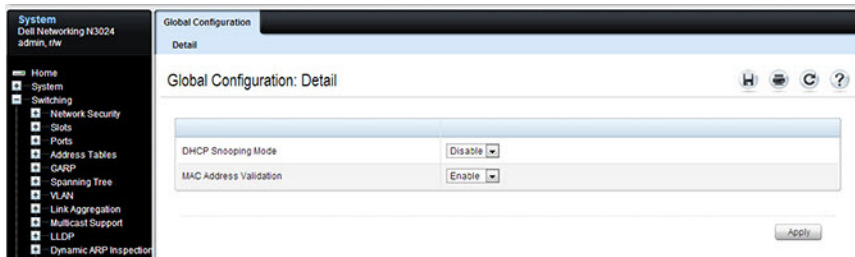 System
Dell Networking N3024
admin, r/w
Home
System
Switching
Network Security
Slots
Ports
Address Tables
GARP
Spanning Tree
VLAN
Link Aggregation
Multicast Support
LLDP
Dynamic ARP Inspection
Global Configuration
Detail
Global Configuration: Detail
DHCP Snooping Mode Disable
MAC Address Validation Enable
Apply